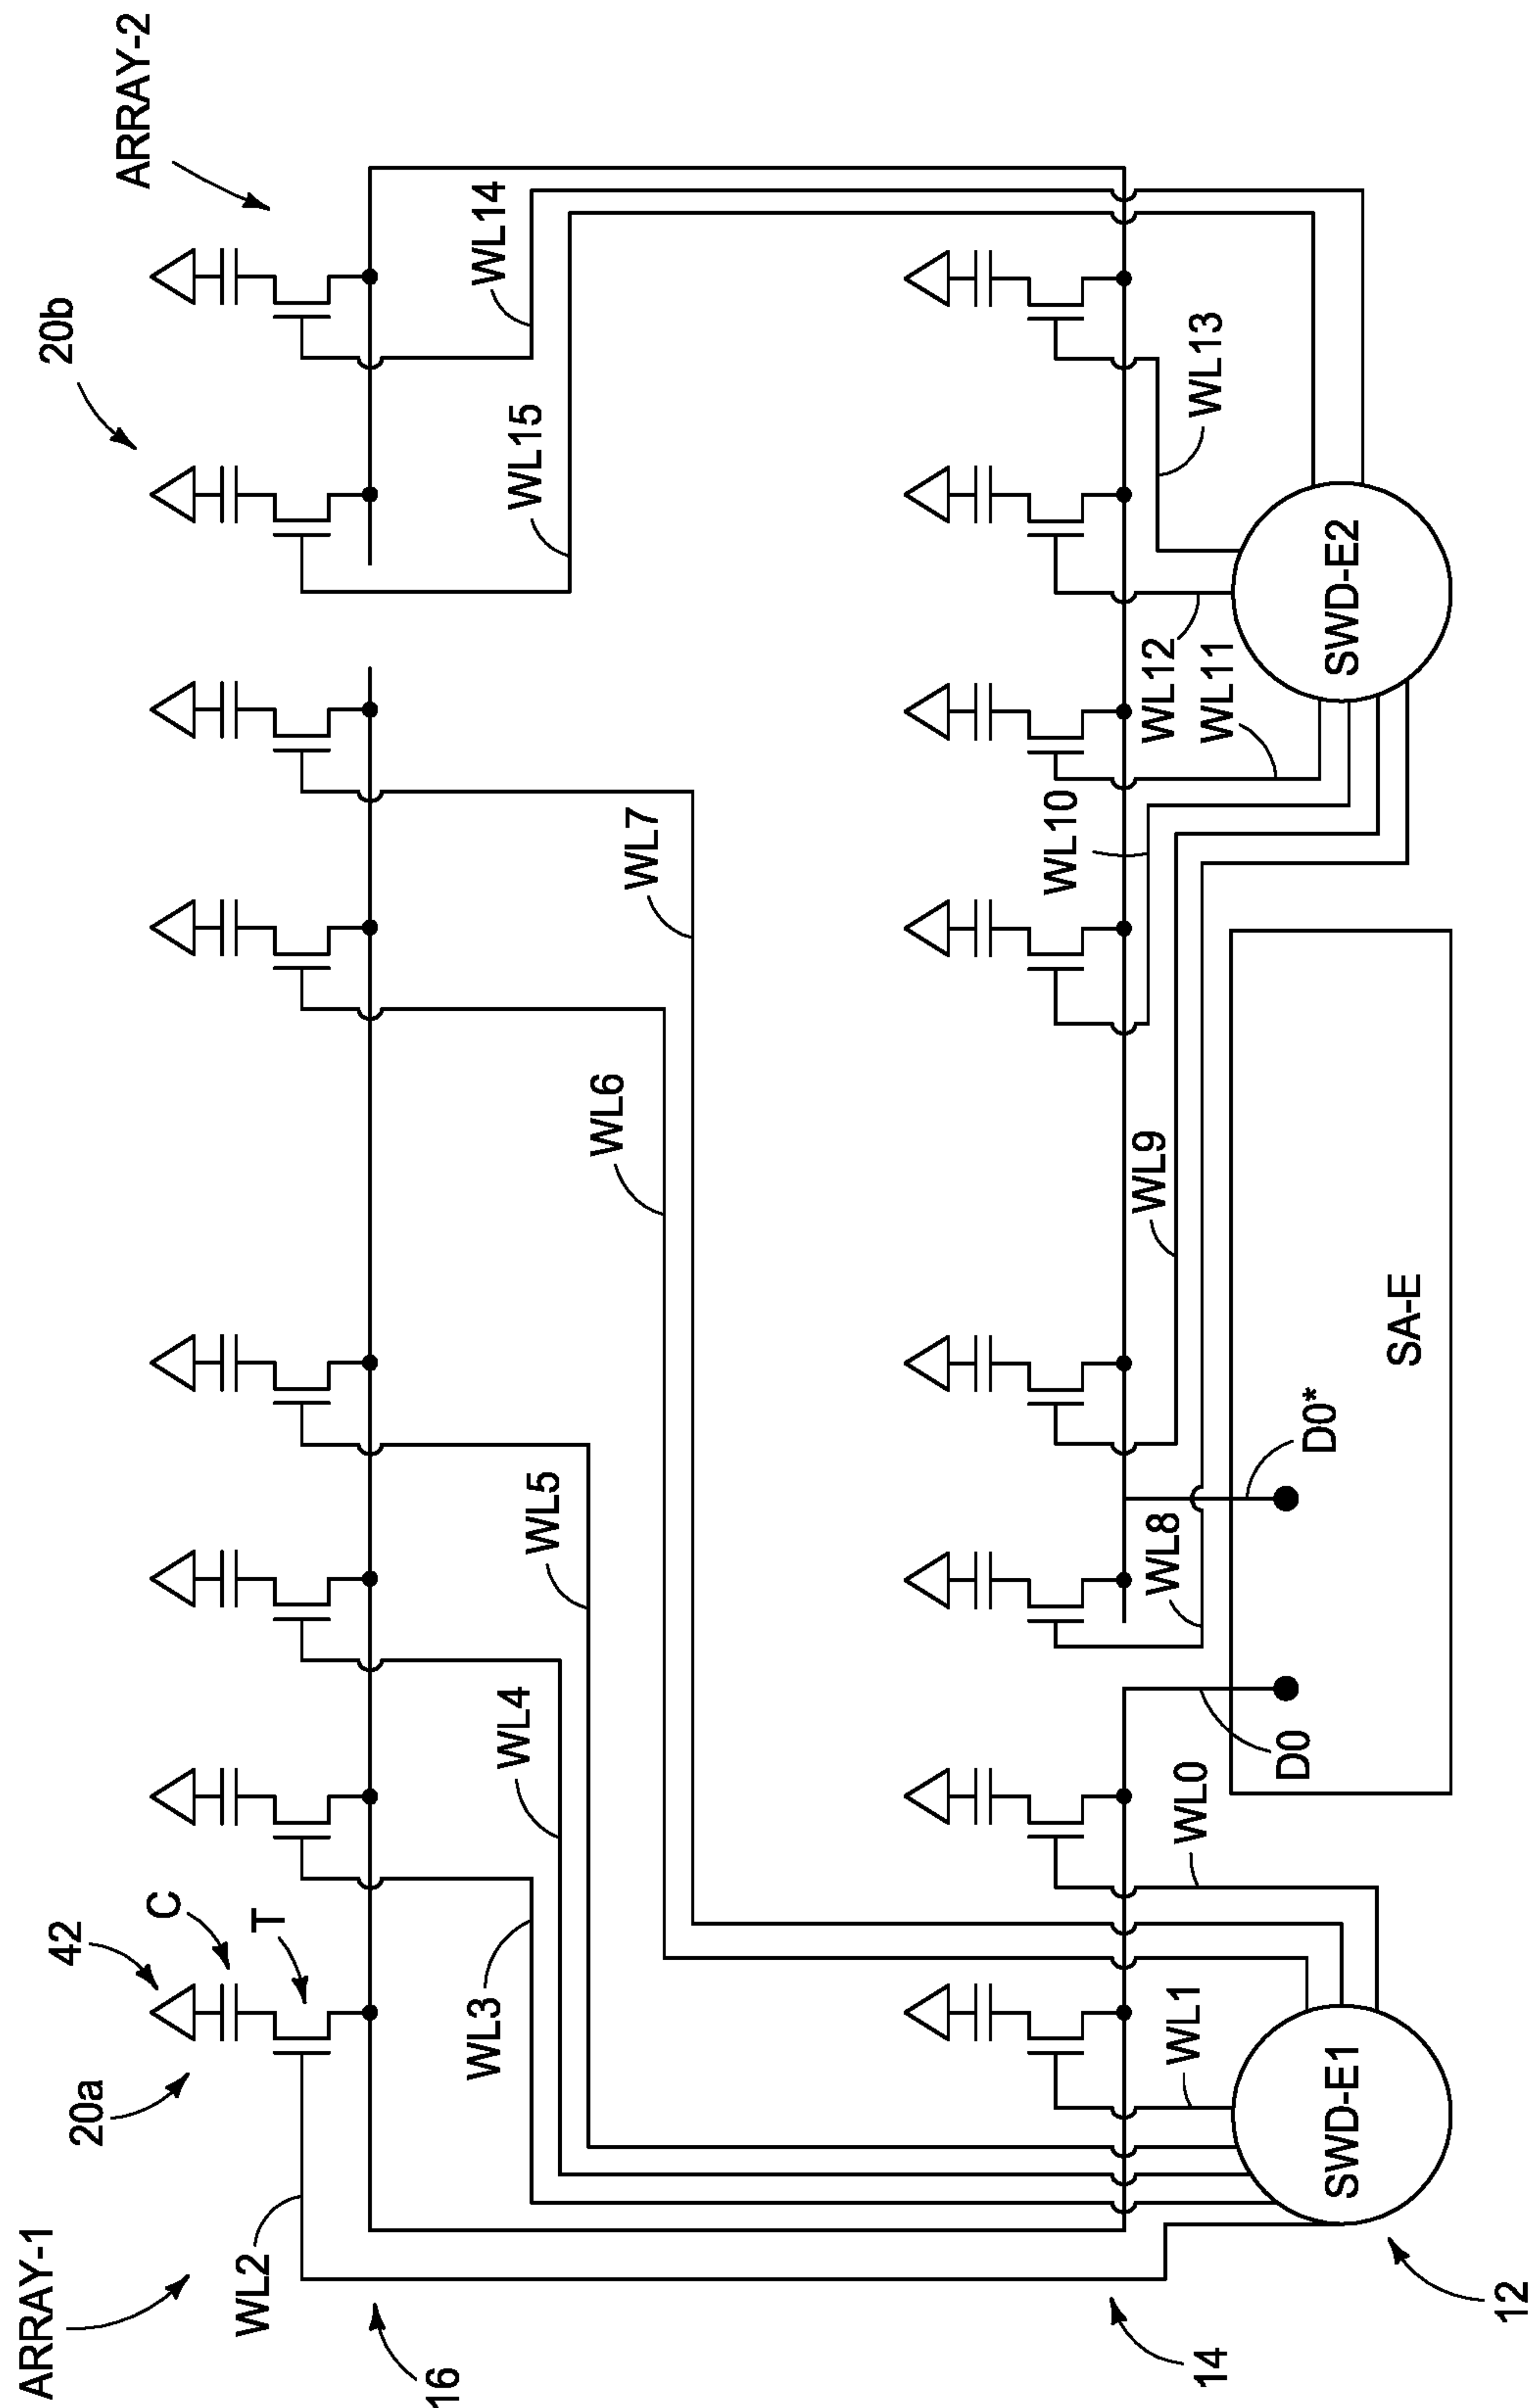 ARRAY-1
ARRAY-2
20a
42
C
T
20b
WL2
16
WL3
WL4
WL5
WL6
WL7
WL15
WL14
14
WL1
WL0
WL8
WL9
WL10
WL11
WL12
WL13
D0
D0*
SWD-E1
SA-E
SWD-E2
12